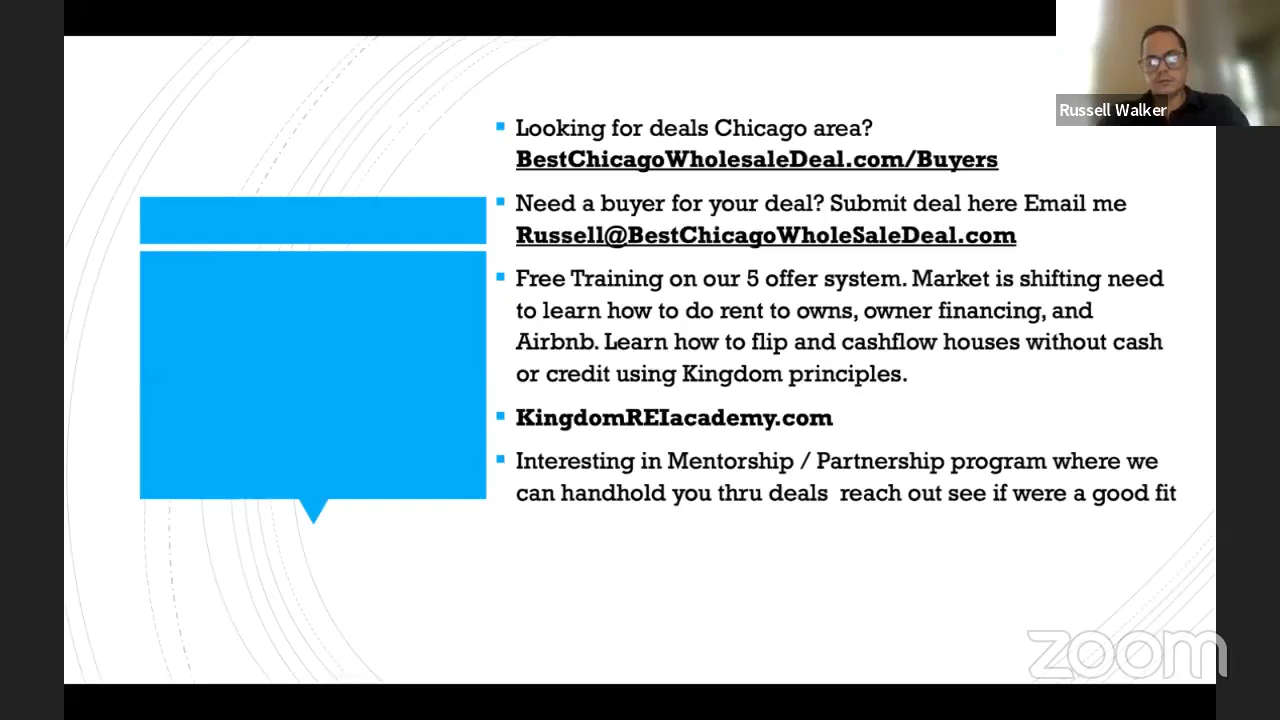 Russell Walker
Looking for deals Chicago area?
BestChicagoWholesaleDeal.com/Buyers
Need a buyer for your deal? Submit deal here Email me
Russell@BestChicagoWholeSaleDeal.com
Free Training on our 5 offer system. Market is shifting need
to learn how to do rent to owns, owner financing, and
Airbnb. Learn how to flip and cashflow houses without cash
or credit using Kingdom principles.
KingdomREIacademy.com
Interesting in Mentorship / Partnership program where we
can handhold you thru deals  reach out see if were a good fit
zoom